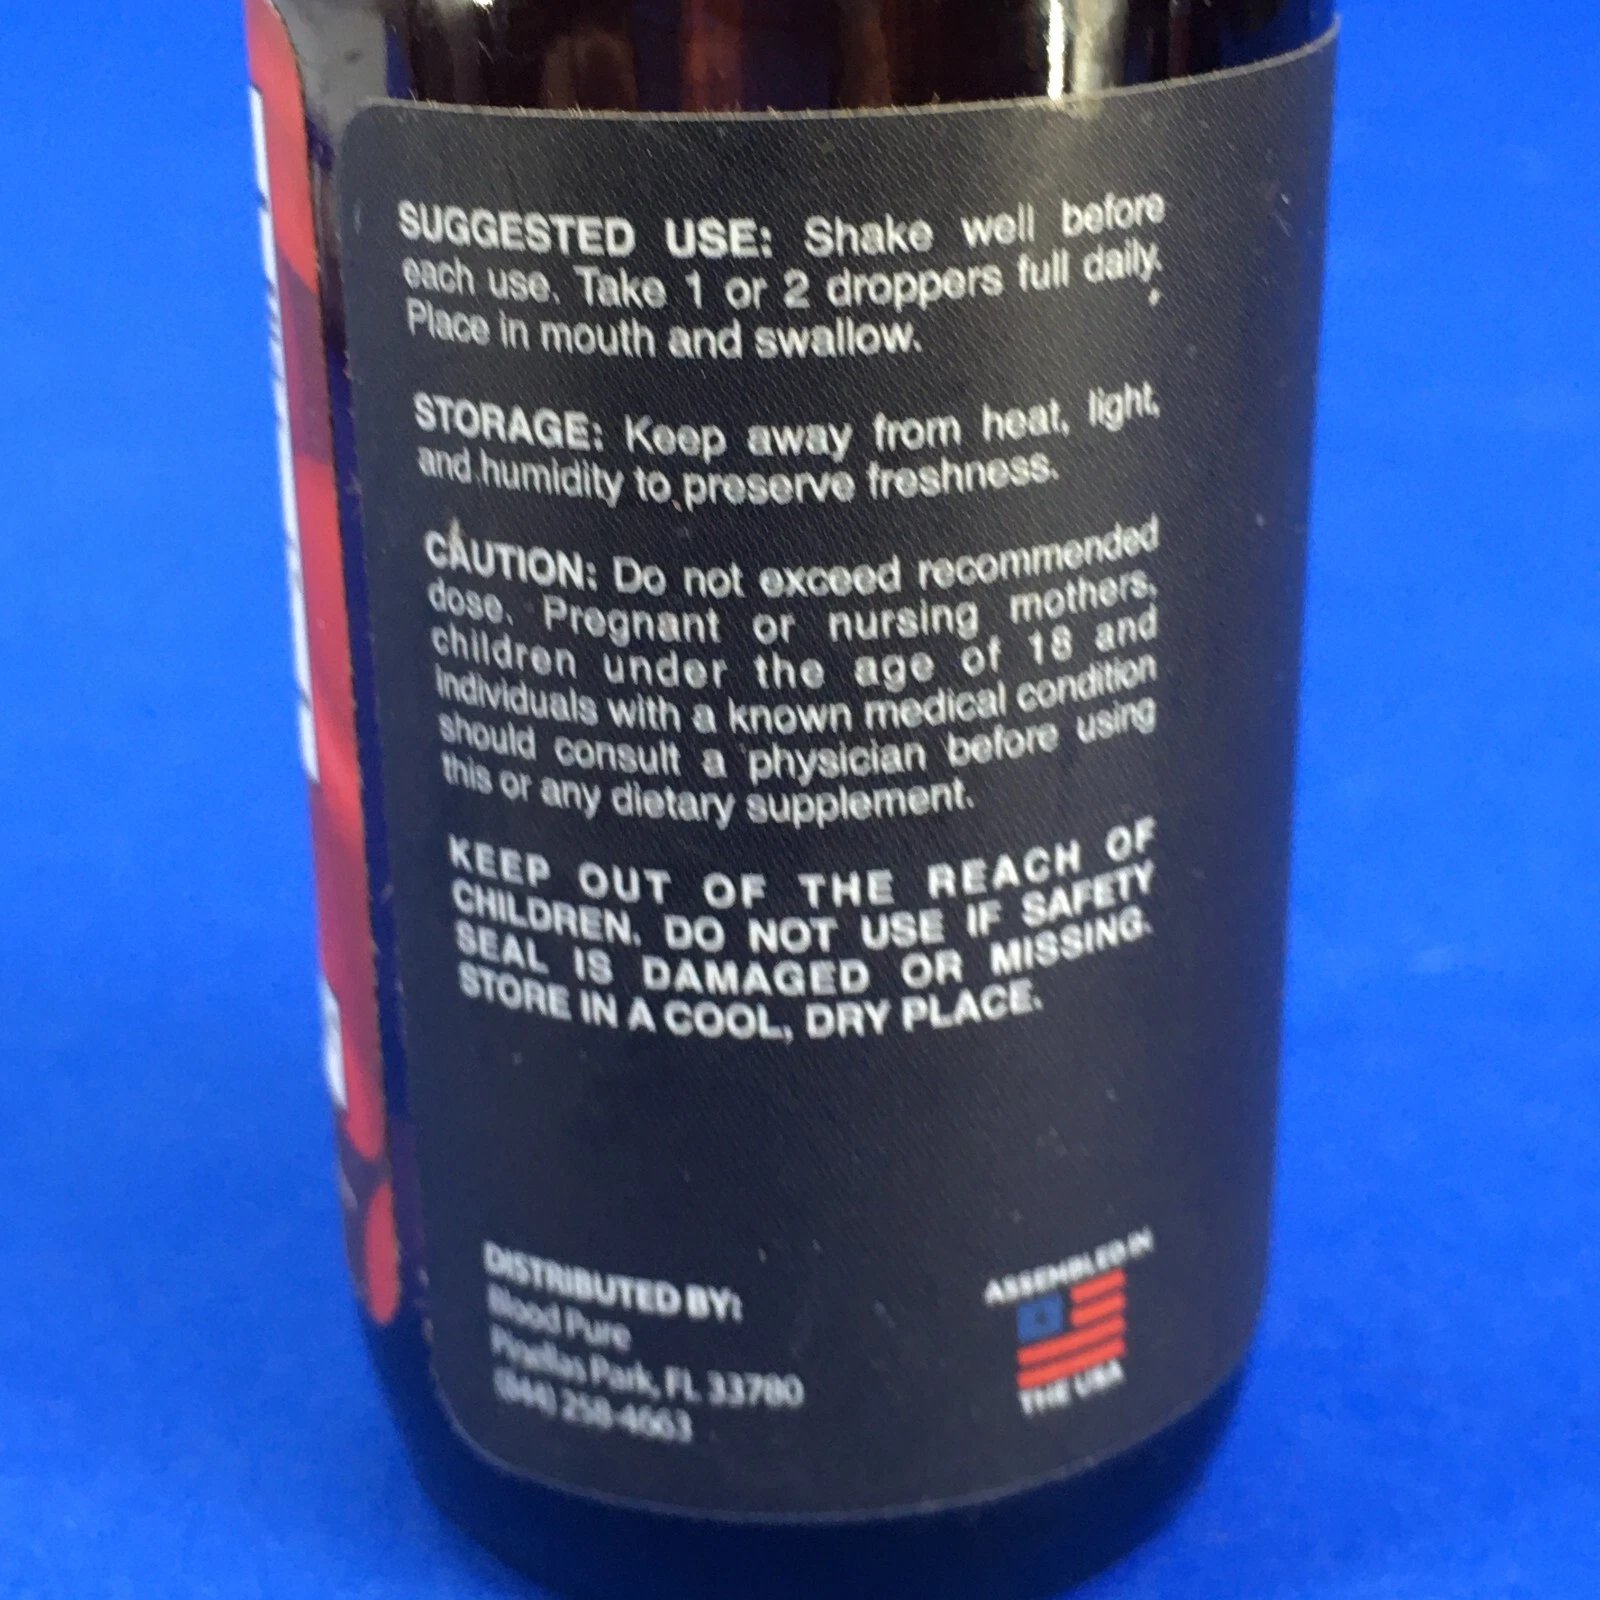 SUGGESTED USE: Shake well before
each use. Take 1 or 2 droppers full daily.
Place in mouth and swallow.
STORAGE: Keep away from heat, light,
and humidity to preserve freshness.
CAUTION: Do not exceed recommended
dose. Pregnant or nursing mothers,
children under the age of 18 and
individuals with a known medical condition
should consult a physician before using
this or any dietary supplement.
KEEP OUT OF THE REACH OF
CHILDREN. DO NOT USE IF SAFETY
SEAL IS DAMAGED OR MISSING.
STORE IN A COOL, DRY PLACE.
DISTRIBUTED BY:
Blood Pure
Pinellas Park, FL 33780
(844) 258-4663
ASSEMBLED IN
THE USA